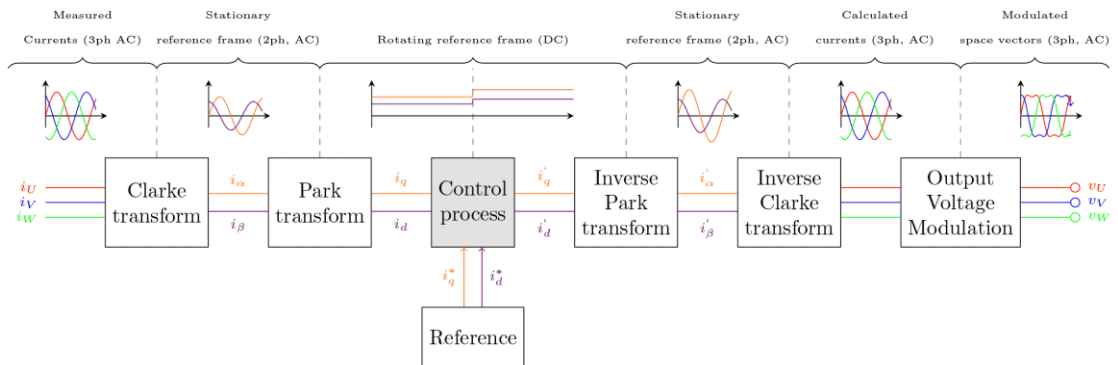 Measured
Currents (3ph AC)
Stationary
reference frame (2ph, AC)
Rotating reference frame (DC)
Stationary
reference frame (2ph, AC)
Calculated
currents (3ph, AC)
Modulated
space vectors (3ph, AC)
i_U
i_V
i_W
Clarke
transform
i_α
i_β
Park
transform
i_q
i_d
Control
process
i'_q
i'_d
Inverse
Park
transform
i'_α
i'_β
Inverse
Clarke
transform
Output
Voltage
Modulation
v_U
v_V
v_W
i*_q
i*_d
Reference